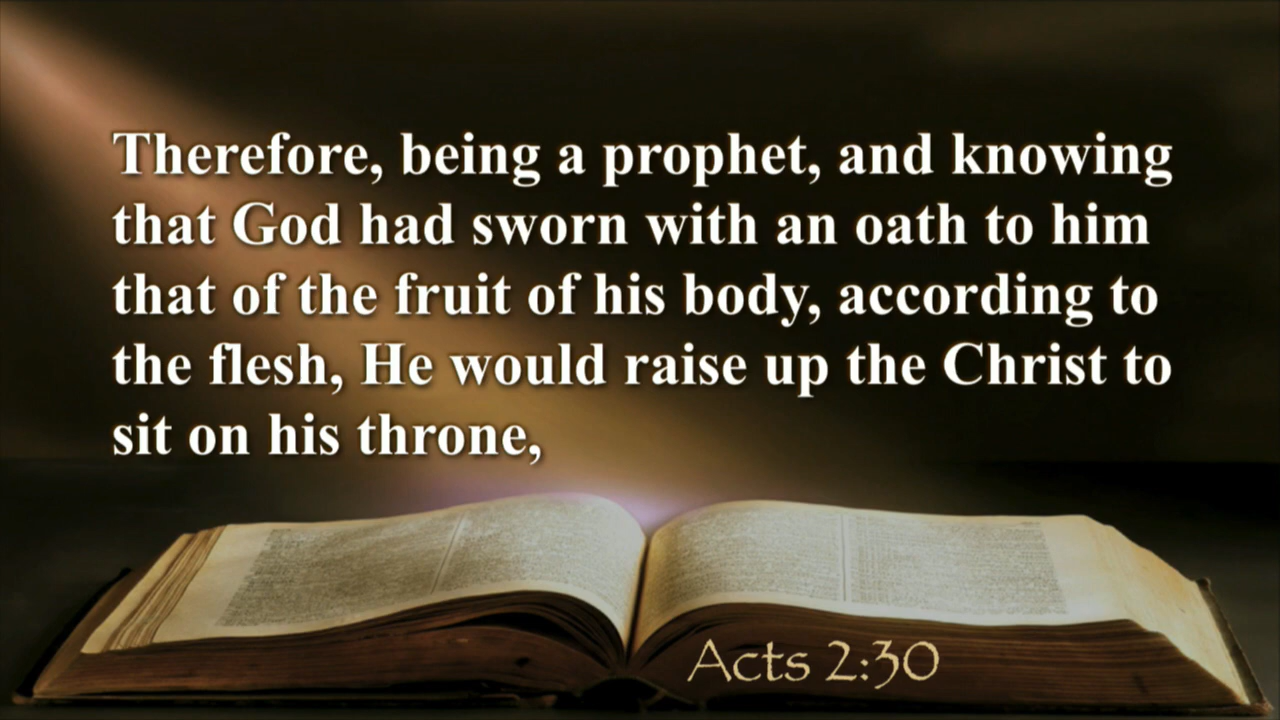 Therefore, being a prophet, and knowing
that God had sworn with an oath to him
that of the fruit of his body, according to
the flesh, He would raise up the Christ to
sit on his throne,
Acts 2:30